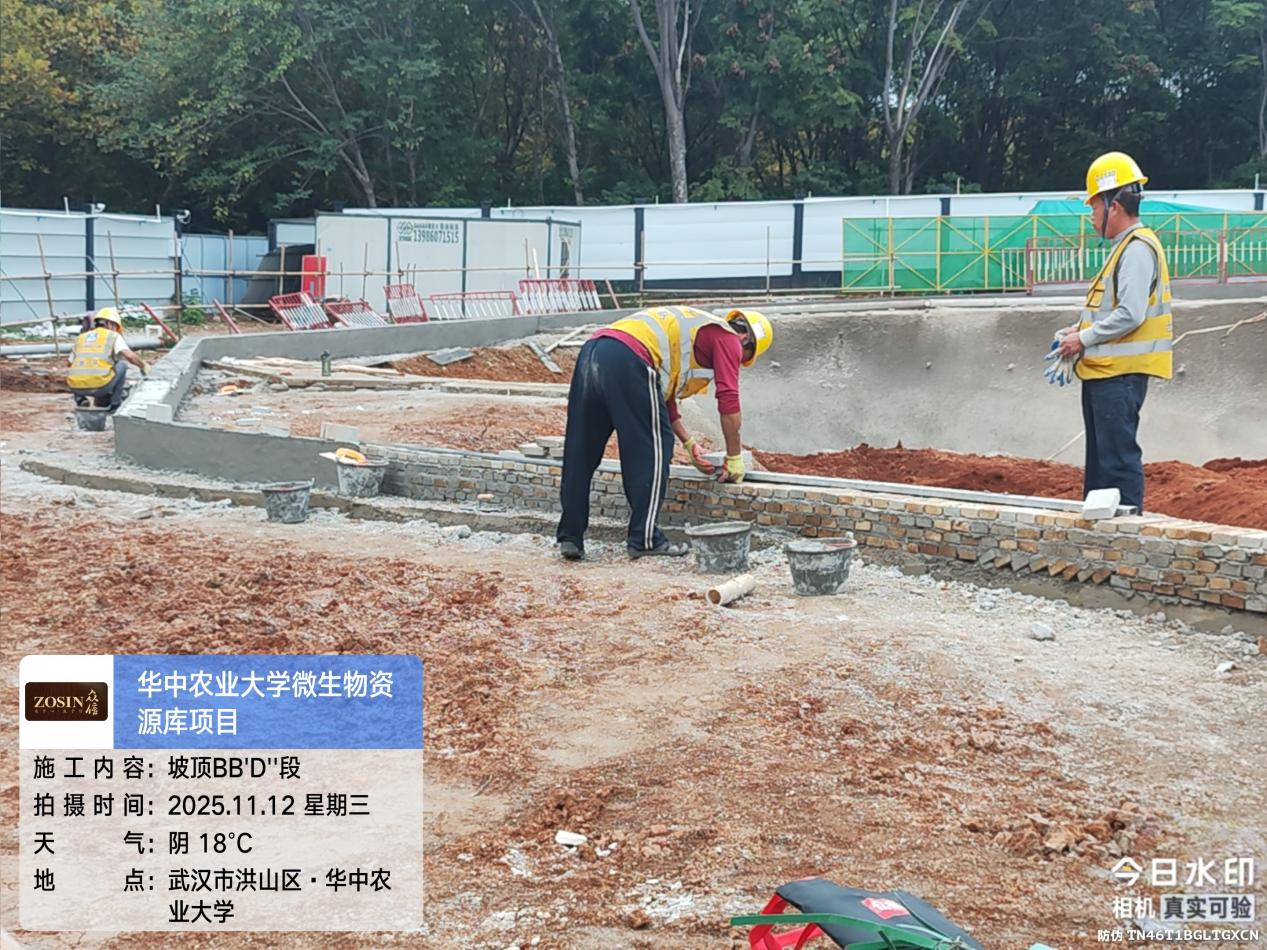 13986071515
ZOSIN 众信
华中农业大学微生物资
源库项目
施工内容：坡顶BB'D''段
拍摄时间：2025.11.12 星期三
天气：阴 18°C
地点：武汉市洪山区·华中农
业大学
今日水印
相机 真实可验
防伪 TN46T1BGLTGXCN